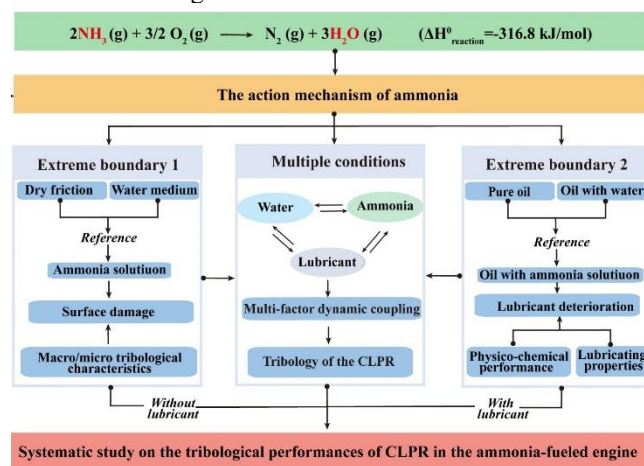 2NH₃ (g) + 3/2 O₂ (g) → N₂ (g) + 3H₂O (g) (ΔH⁰reaction=-316.8 kJ/mol)
The action mechanism of ammonia
Extreme boundary 1
Dry friction
Water medium
Reference
Ammonia solutiuon
Surface damage
Macro/micro tribological
characteristics
Multiple conditions
Water
Ammonia
Lubricant
Multi-factor dynamic coupling
Tribology of the CLPR
Extreme boundary 2
Pure oil
Oil with water
Reference
Oil with ammonia solutiuon
Lubricant deterioration
Physico-chemical
performance
Lubricating
properties
Without
lubricant
With
lubricant
Systematic study on the tribological performances of CLPR in the ammonia-fueled engine